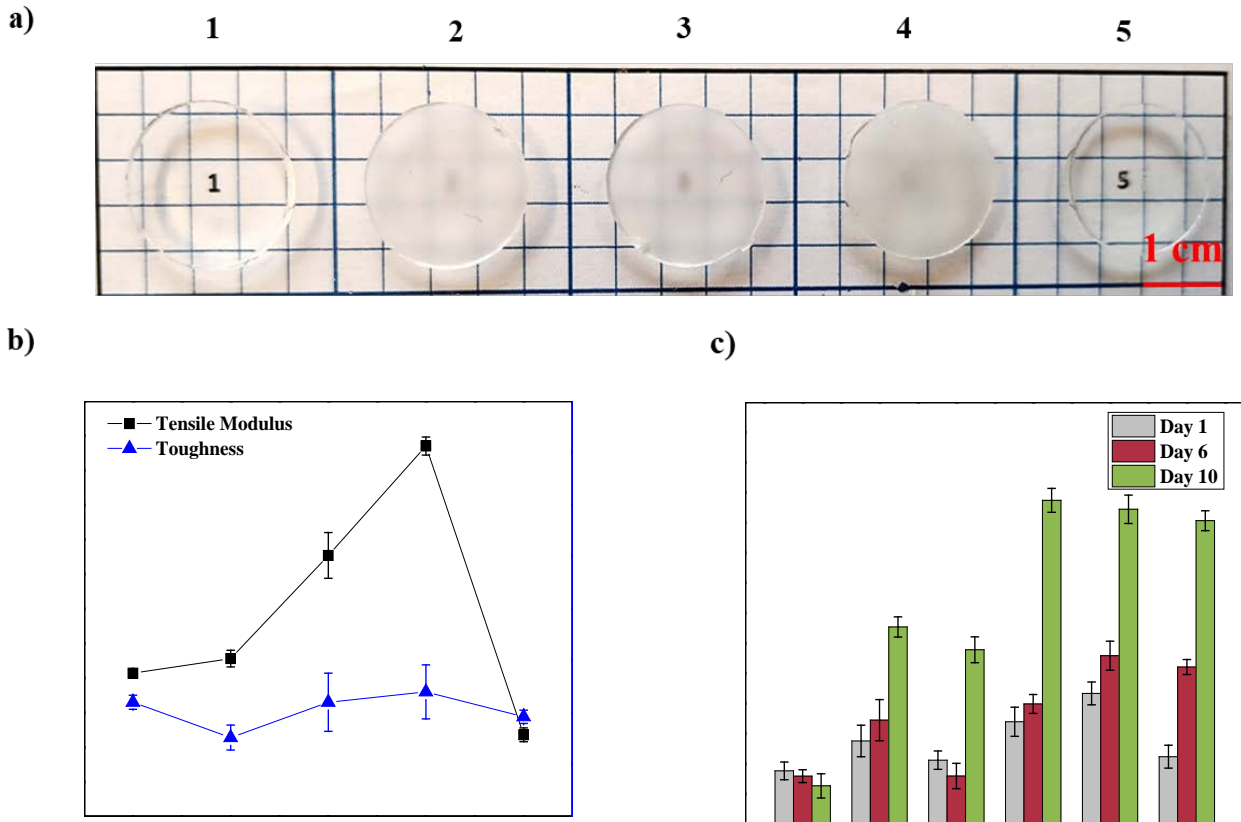 a)
1 2 3 4 5
1 5
1 cm
b)
c)
Tensile Modulus
Toughness
Day 1
Day 6
Day 10